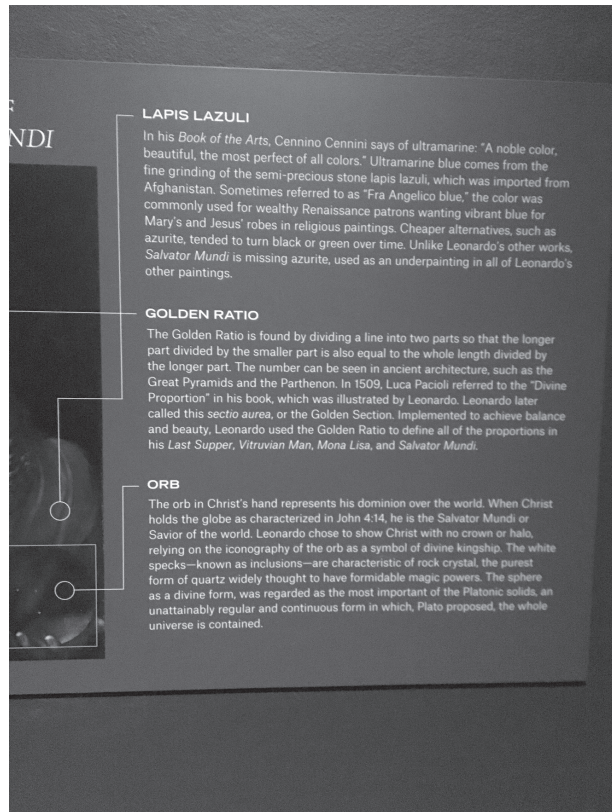 NDI
LAPIS LAZULI
In his Book of the Arts, Cennino Cennini says of ultramarine: “A noble color,
beautiful, the most perfect of all colors.” Ultramarine blue comes from the
fine grinding of the semi-precious stone lapis lazuli, which was imported from
Afghanistan. Sometimes referred to as “Fra Angelico blue,” the color was
commonly used for wealthy Renaissance patrons wanting vibrant blue for
Mary’s and Jesus’ robes in religious paintings. Cheaper alternatives, such as
azurite, tended to turn black or green over time. Unlike Leonardo’s other works,
Salvator Mundi is missing azurite, used as an underpainting in all of Leonardo’s
other paintings.
GOLDEN RATIO
The Golden Ratio is found by dividing a line into two parts so that the longer
part divided by the smaller part is also equal to the whole length divided by
the longer part. The number can be seen in ancient architecture, such as the
Great Pyramids and the Parthenon. In 1509, Luca Pacioli referred to the “Divine
Proportion” in his book, which was illustrated by Leonardo. Leonardo later
called this sectio aurea, or the Golden Section. Implemented to achieve balance
and beauty, Leonardo used the Golden Ratio to define all of the proportions in
his Last Supper, Vitruvian Man, Mona Lisa, and Salvator Mundi.
ORB
The orb in Christ’s hand represents his dominion over the world. When Christ
holds the globe as characterized in John 4:14, he is the Salvator Mundi or
Savior of the world. Leonardo chose to show Christ with no crown or halo,
relying on the iconography of the orb as a symbol of divine kingship. The white
specks—known as inclusions—are characteristic of rock crystal, the purest
form of quartz widely thought to have formidable magic powers. The sphere
as a divine form, was regarded as the most important of the Platonic solids, an
unattainably regular and continuous form in which, Plato proposed, the whole
universe is contained.